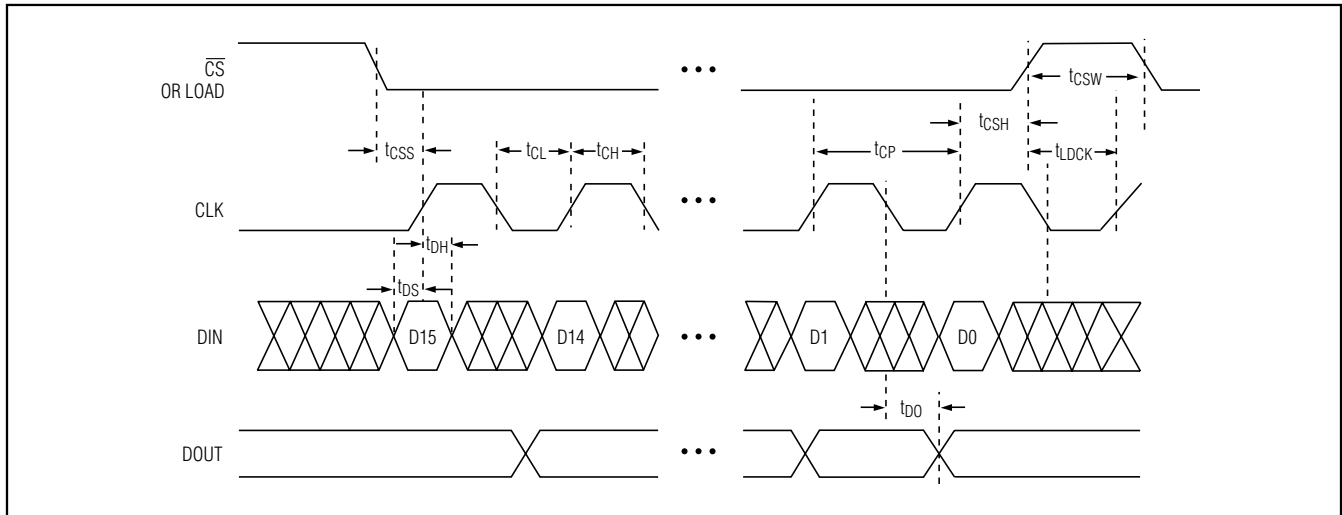 C̅S̅
OR LOAD
tCSW
tCSH
tCSS
tCL
tCH
tCP
tLDCK
CLK
tDH
tDS
DIN
D15
D14
D1
D0
tDO
DOUT